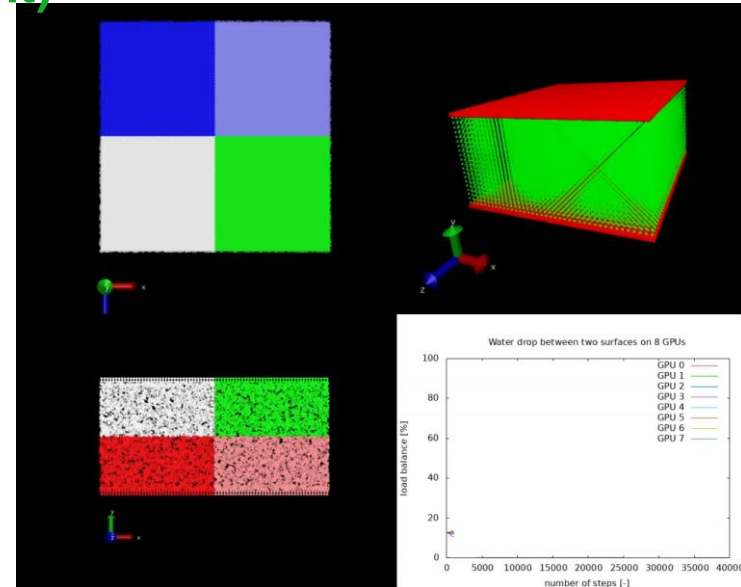 y
x
z
x
Water drop between two surfaces on 8 GPUs
100
80
60
40
20
0
load balance [%]
GPU 0
GPU 1
GPU 2
GPU 3
GPU 4
GPU 5
GPU 6
GPU 7
0 5000 10000 15000 20000 25000 30000 35000 40000
number of steps [-]
y
x